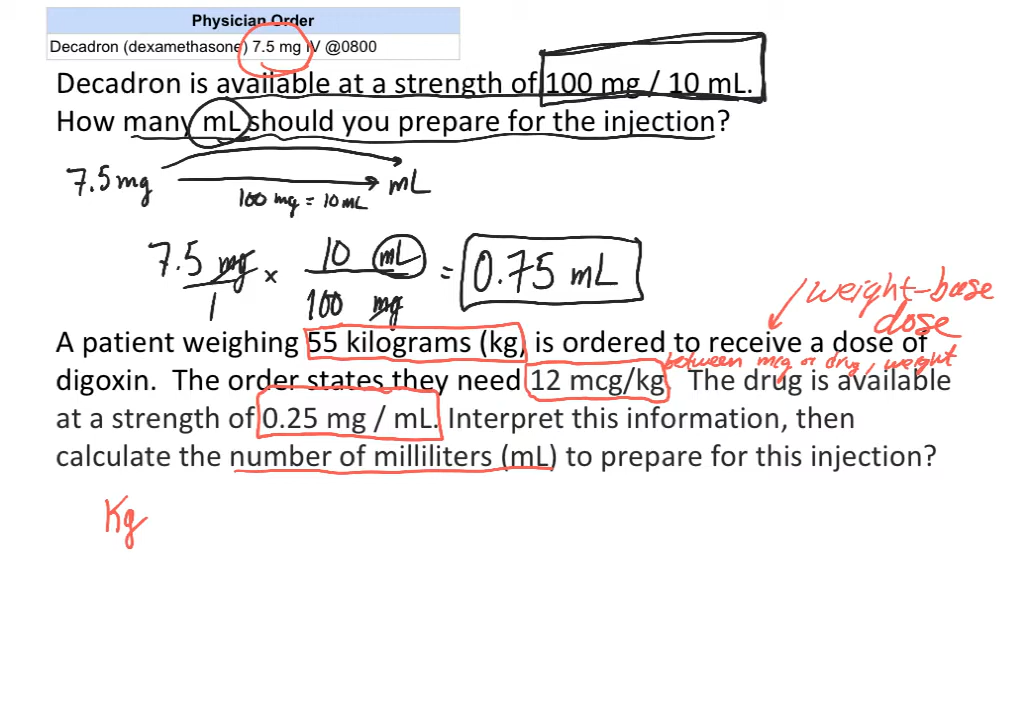 Physician Order
Decadron (dexamethasone) 7.5 mg IV @0800
Decadron is available at a strength of 100 mg / 10 mL.
How many mL should you prepare for the injection?
7.5 mg mL
100 mg = 10 mL
7.5 mg × 10 mL = 0.75 mL
1 100 mg
weight-base
dose
A patient weighing 55 kilograms (kg) is ordered to receive a dose of
between mcg or drug, weight
digoxin. The order states they need 12 mcg/kg The drug is available
at a strength of 0.25 mg / mL. Interpret this information, then
calculate the number of milliliters (mL) to prepare for this injection?
Kg